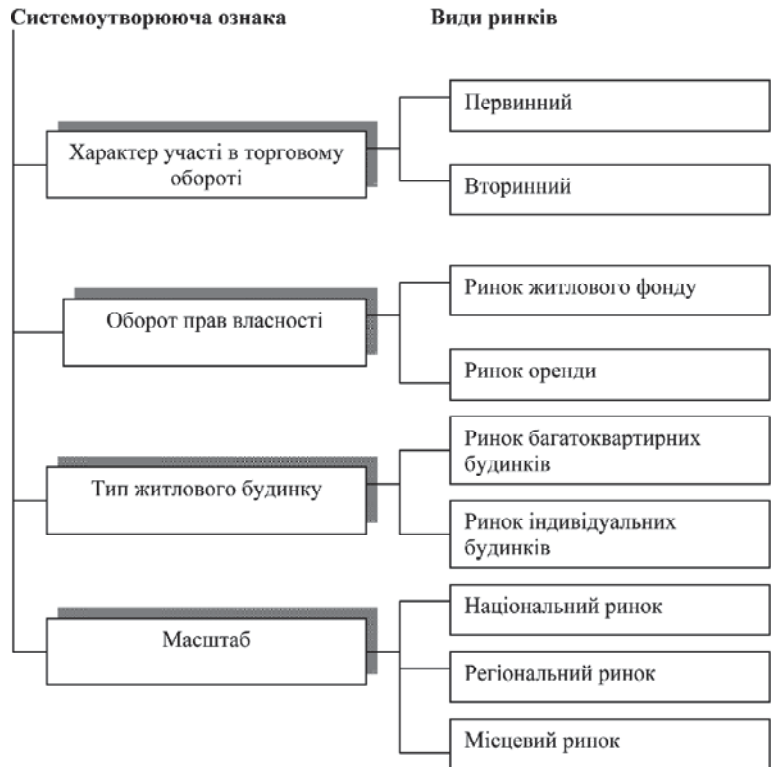 Системоутворююча ознака
Види ринків
Характер участі в торговому
обороті
Первинний
Вторинний
Оборот прав власності
Ринок житлового фонду
Ринок оренди
Тип житлового будинку
Ринок багатоквартирних
будинків
Ринок індивідуальних
будинків
Масштаб
Національний ринок
Регіональний ринок
Місцевий ринок